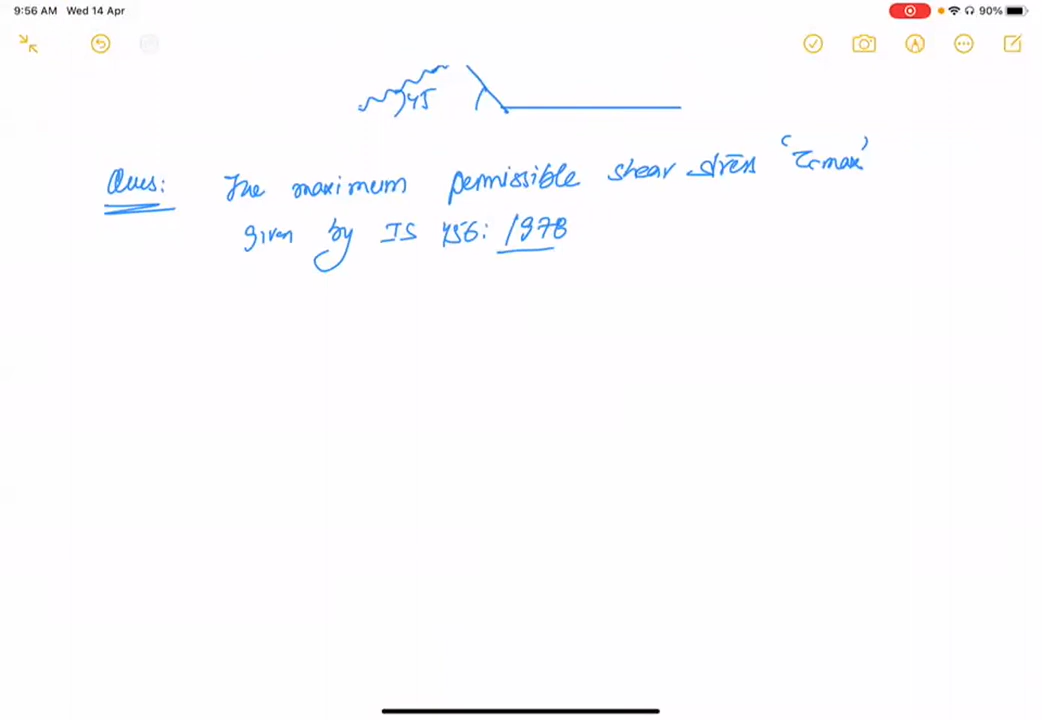 9:56 AM Wed 14 Apr
90%
45
Ques: The maximum permissible shear stress 'τcmax'
given by IS 456: 1978